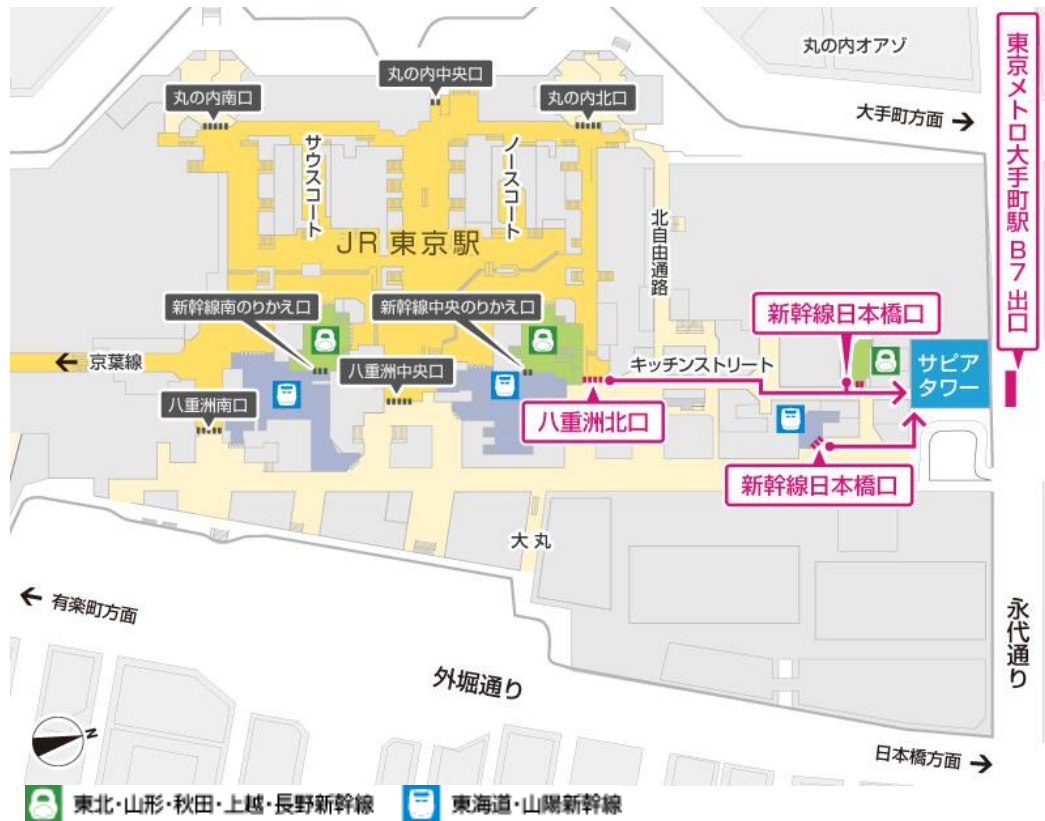 丸の内オアゾ
丸の内中央口
丸の内南口
丸の内北口
大手町方面
東京メトロ大手町駅 B7 出口
サウスコート
ノースコート
JR 東京駅
北自由通路
新幹線南のりかえ口
新幹線中央のりかえ口
新幹線日本橋口
京葉線
八重洲中央口
キッチンストリート
サピア
タワー
八重洲南口
八重洲北口
新幹線日本橋口
大丸
有楽町方面
永代通り
外堀通り
N
日本橋方面
東北・山形・秋田・上越・長野新幹線
東海道・山陽新幹線